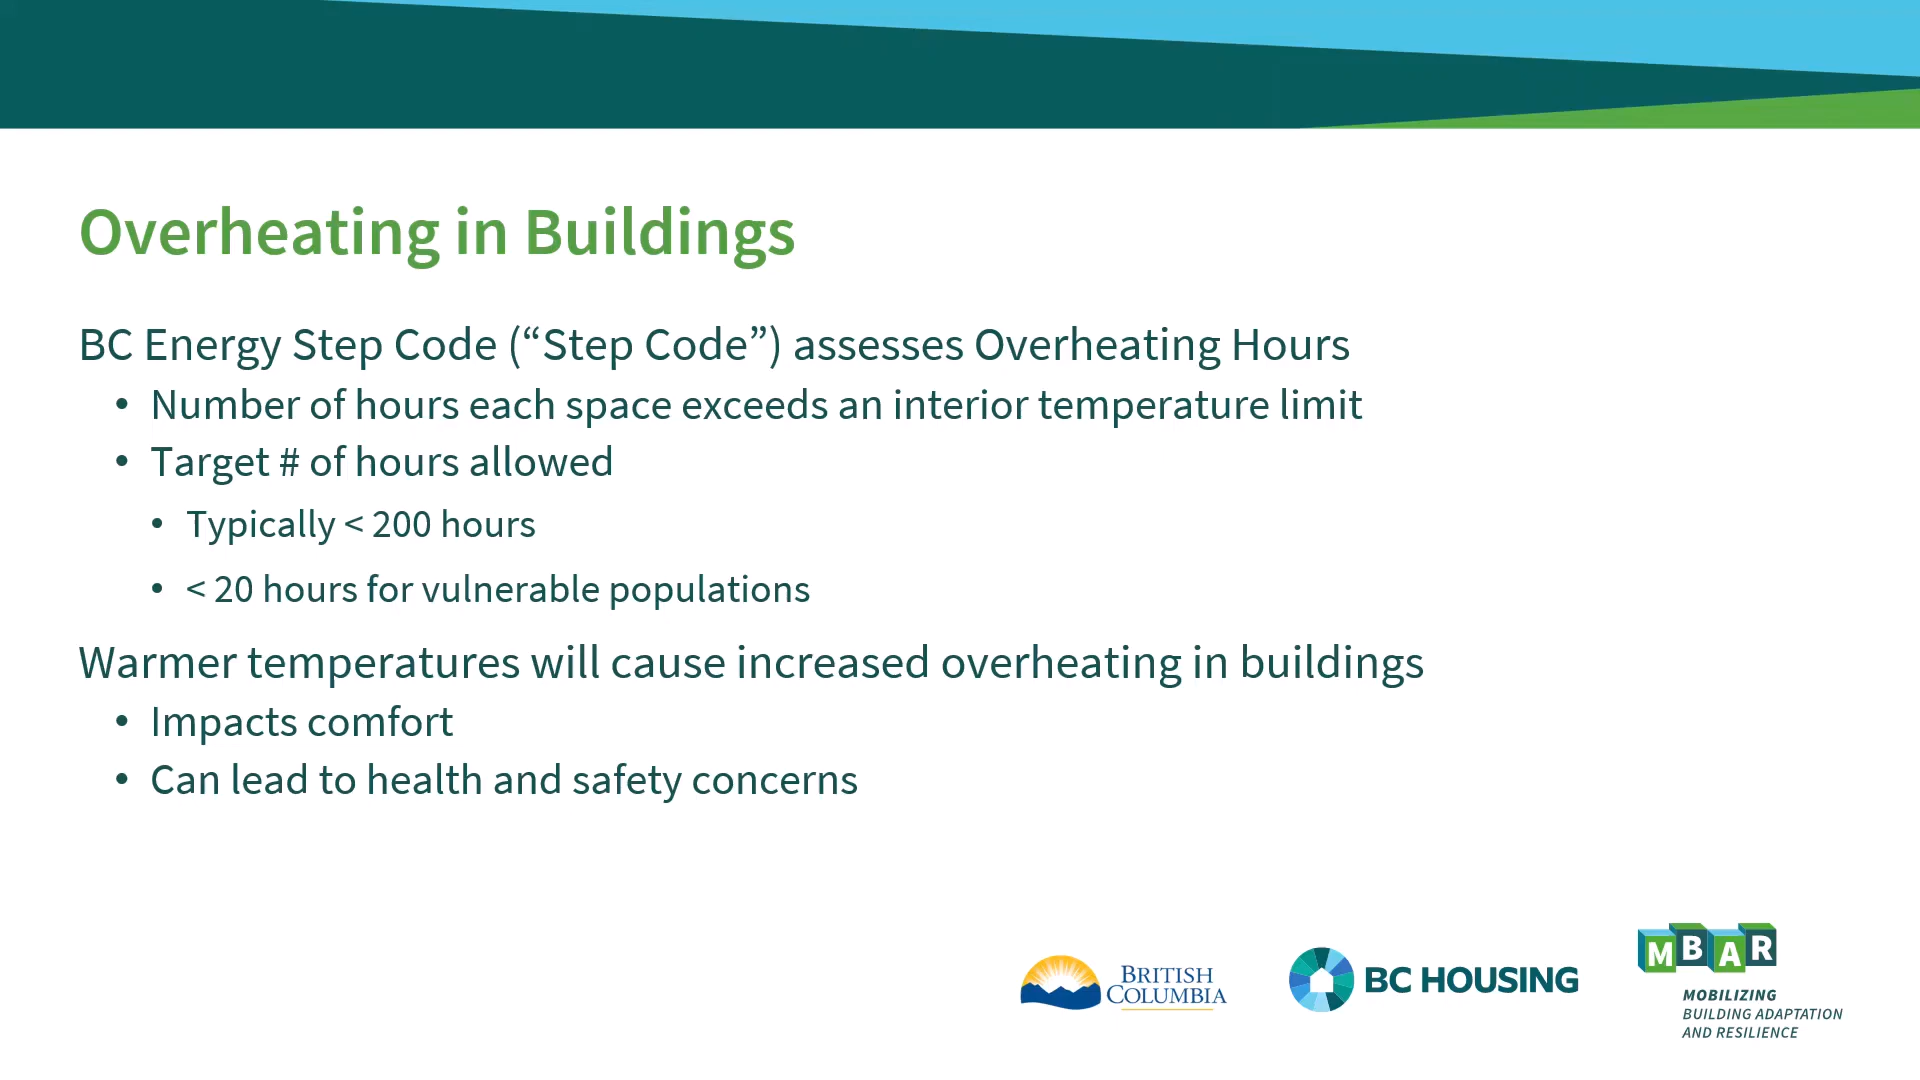 Overheating in Buildings
BC Energy Step Code (“Step Code”) assesses Overheating Hours
• Number of hours each space exceeds an interior temperature limit
• Target # of hours allowed
• Typically < 200 hours
• < 20 hours for vulnerable populations
Warmer temperatures will cause increased overheating in buildings
• Impacts comfort
• Can lead to health and safety concerns
BRITISH
COLUMBIA
BC HOUSING
MBAR
MOBILIZING
BUILDING ADAPTATION
AND RESILIENCE